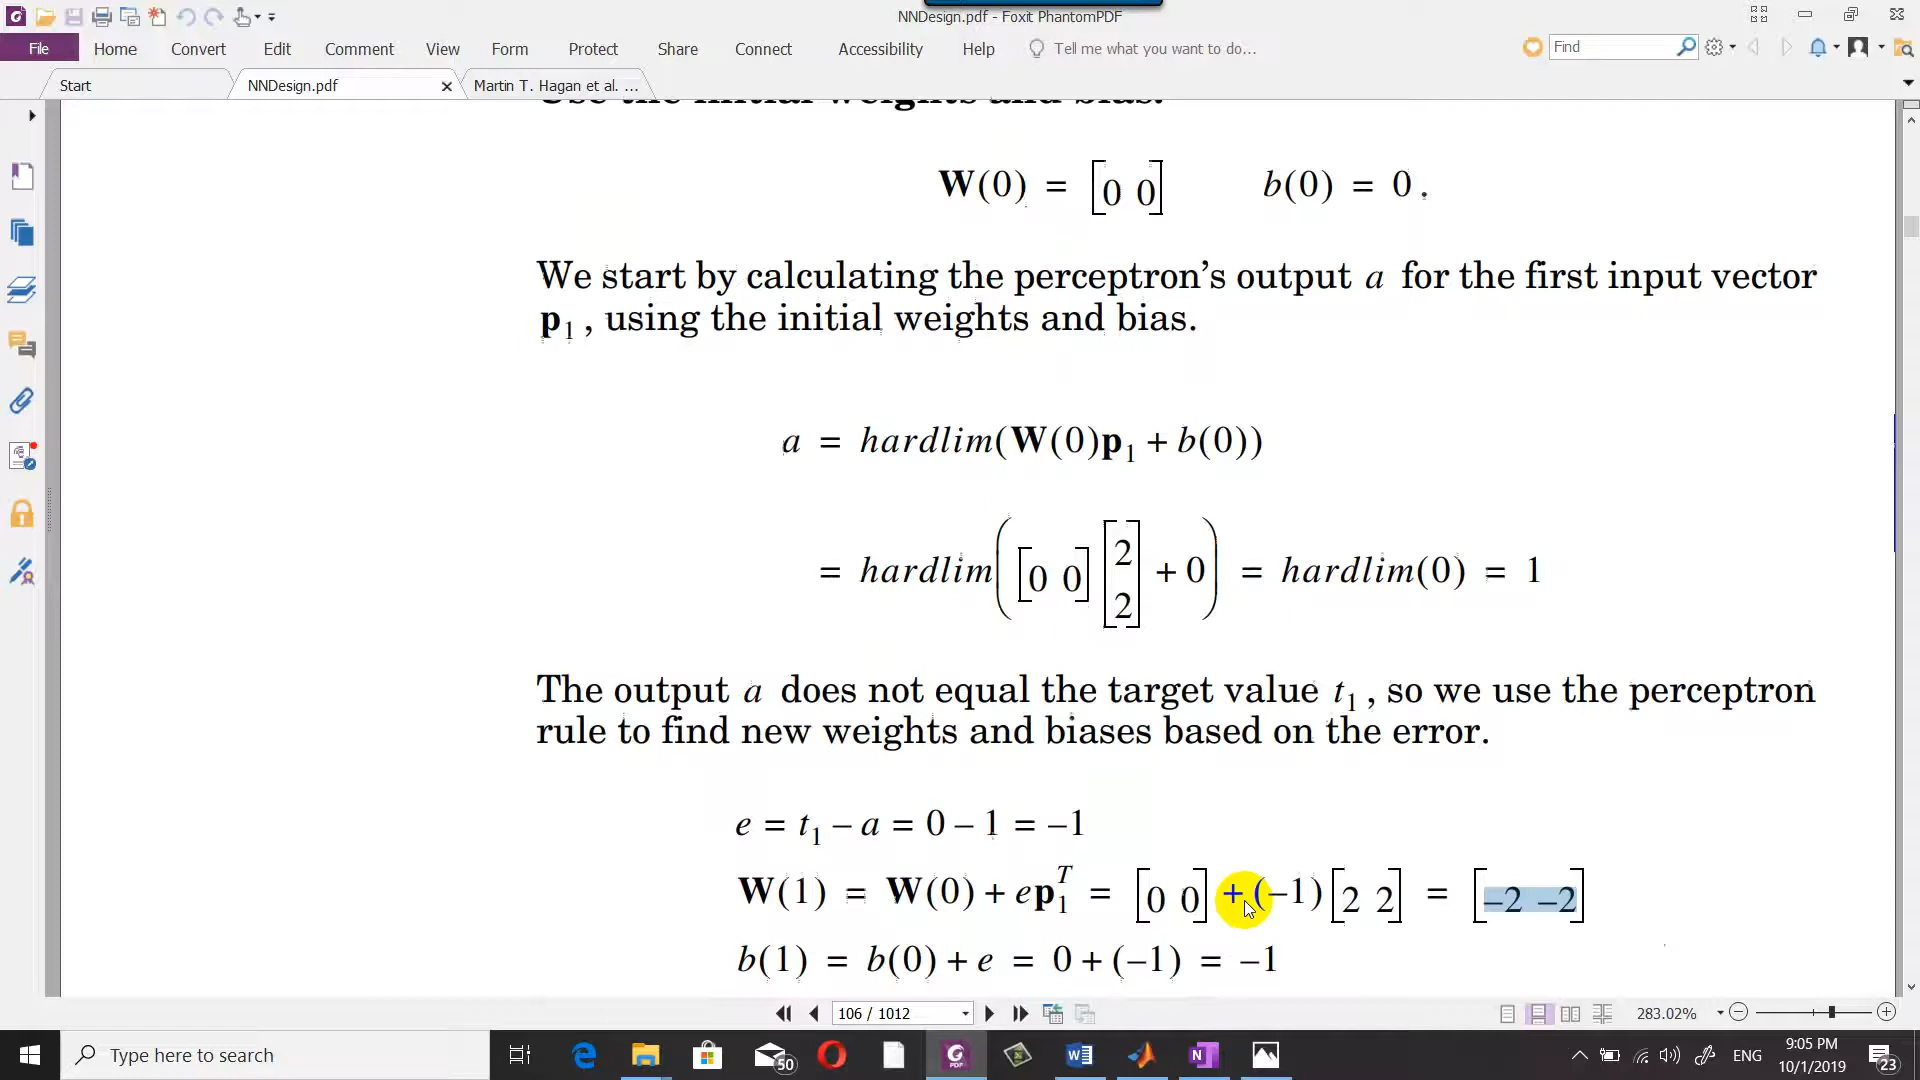 NNDesign.pdf - Foxit PhantomPDF
File Home Convert Edit Comment View Form Protect Share Connect Accessibility Help Tell me what you want to do... Find
Start NNDesign.pdf Martin T. Hagan et al. ...
Use the initial weights and bias:
W(0) = [0 0] b(0) = 0 .
We start by calculating the perceptron’s output a for the first input vector
p1 , using the initial weights and bias.
a = hardlim(W(0)p1 + b(0))
= hardlim([0 0] [2 2] + 0) = hardlim(0) = 1
The output a does not equal the target value t1 , so we use the perceptron
rule to find new weights and biases based on the error.
e = t1 – a = 0 – 1 = –1
W(1) = W(0) + ep1T = [0 0] + (–1)[2 2] = [–2 –2]
b(1) = b(0) + e = 0 + (–1) = –1
106 / 1012 283.02%
Type here to search 50 ENG 9:05 PM
10/1/2019 23